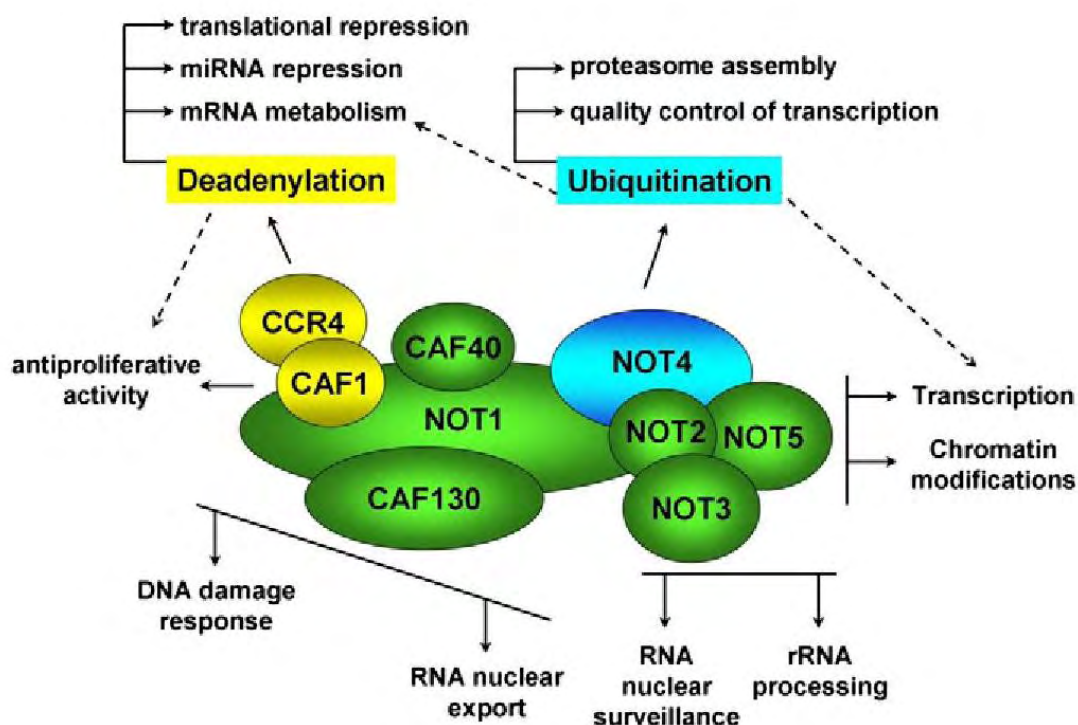 translational repression
miRNA repression
mRNA metabolism
proteasome assembly
quality control of transcription
Deadenylation
Ubiquitination
CCR4
CAF1
CAF40
NOT1
CAF130
NOT4
NOT2
NOT5
NOT3
antiproliferative
activity
Transcription
Chromatin
modifications
DNA damage
response
RNA nuclear
export
RNA
nuclear
surveillance
rRNA
processing